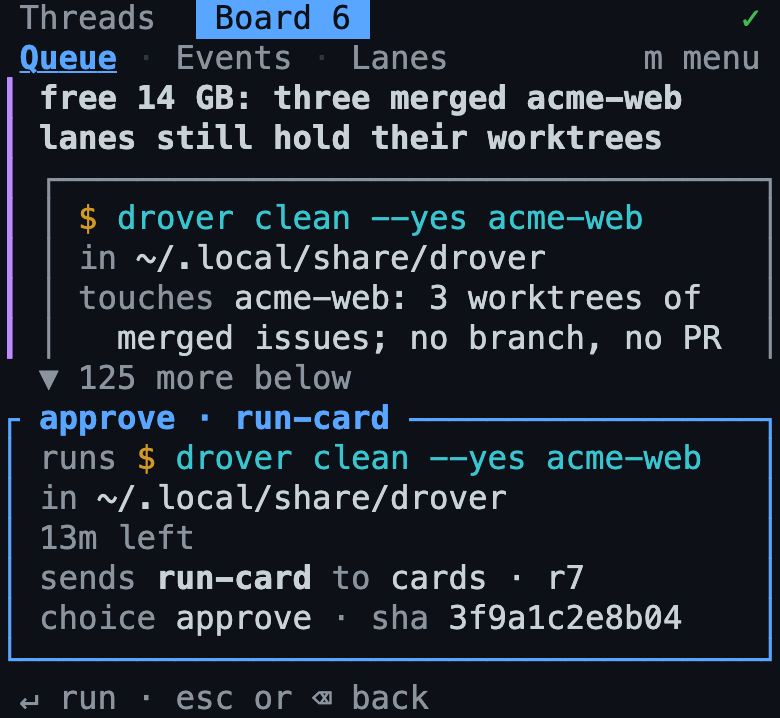 Threads Board 6 ✓
Queue · Events · Lanes m menu
free 14 GB: three merged acme-web
lanes still hold their worktrees
$ drover clean --yes acme-web
in ~/.local/share/drover
touches acme-web: 3 worktrees of
merged issues; no branch, no PR
▼ 125 more below
approve · run-card
runs $ drover clean --yes acme-web
in ~/.local/share/drover
13m left
sends run-card to cards · r7
choice approve · sha 3f9a1c2e8b04
↵ run · esc or ⌫ back